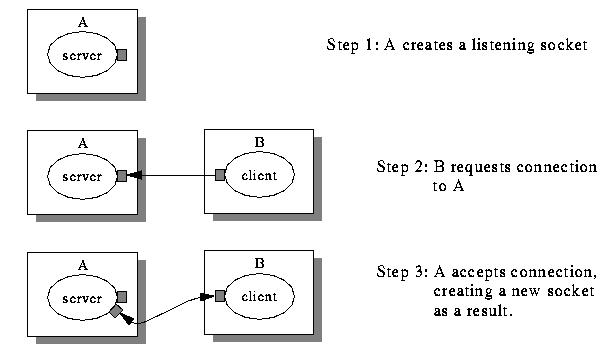 A
server
Step 1: A creates a listening socket
A
server
B
client
Step 2: B requests connection
to A
A
server
B
client
Step 3: A accepts connection,
creating a new socket
as a result.